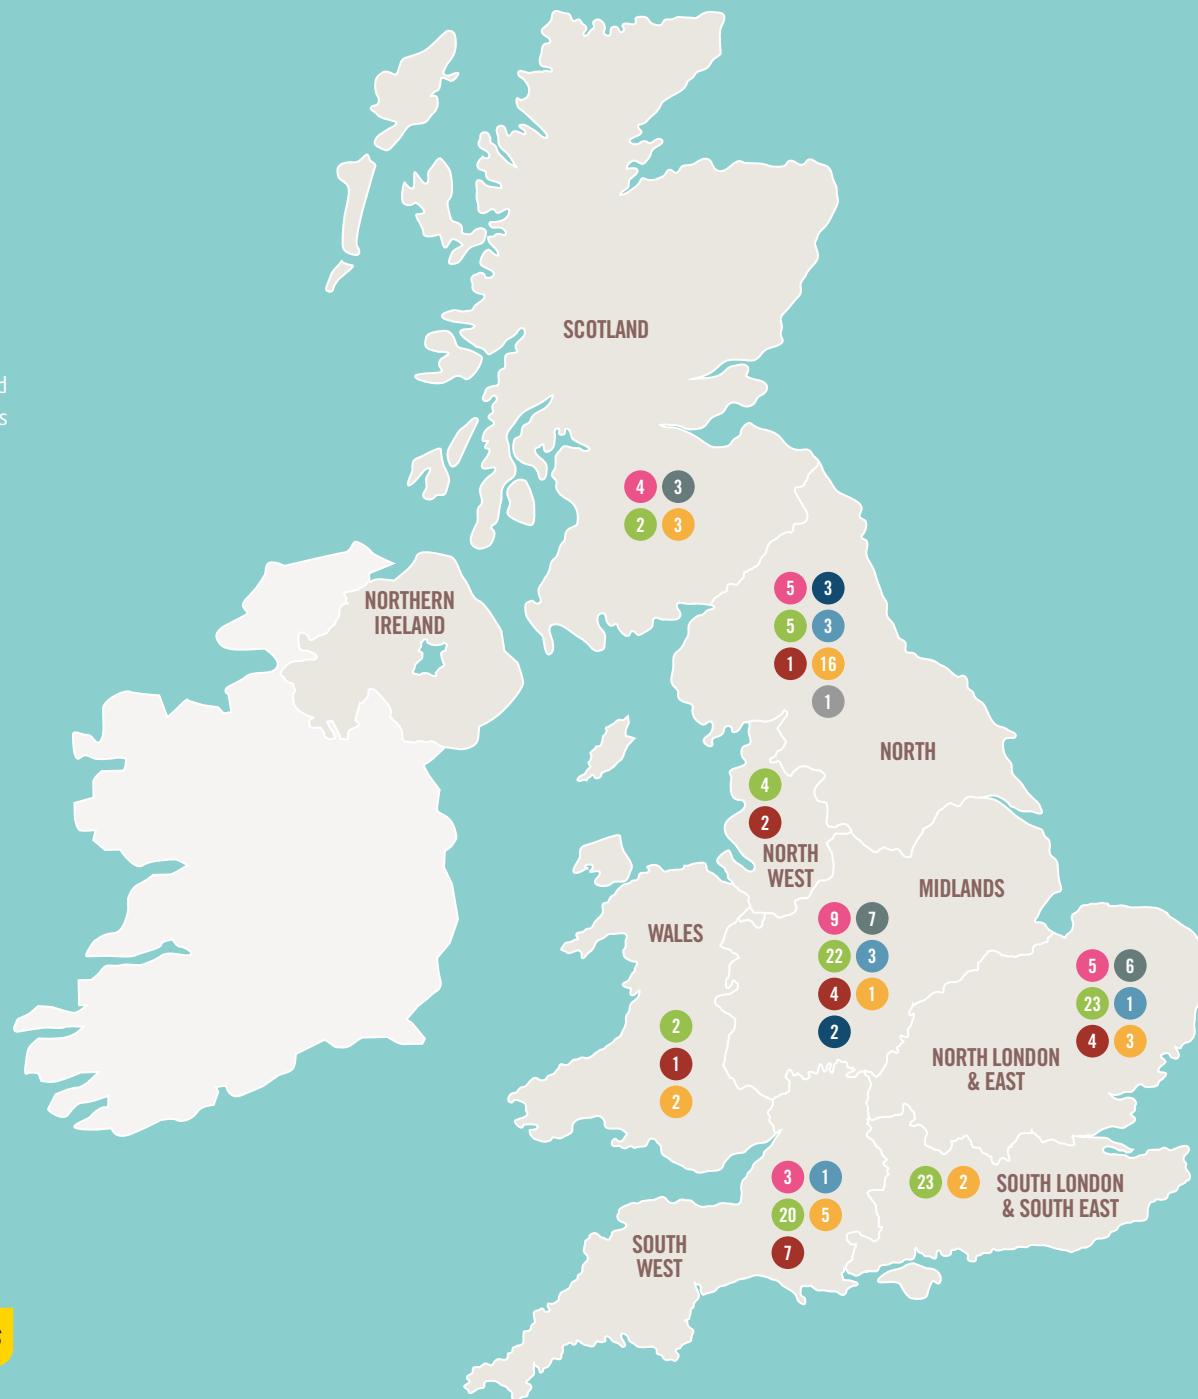 SCOTLAND
s
4 3
2 3
NORTHERN
IRELAND
5 3
5 3
1 16
1
NORTH
4
2
NORTH
WEST
MIDLANDS
WALES
9 7
22 3
4 1
2
5 6
23 1
4 3
NORTH LONDON
& EAST
2
1
2
3 1
20 5
7
23 2
SOUTH LONDON
& SOUTH EAST
SOUTH
WEST